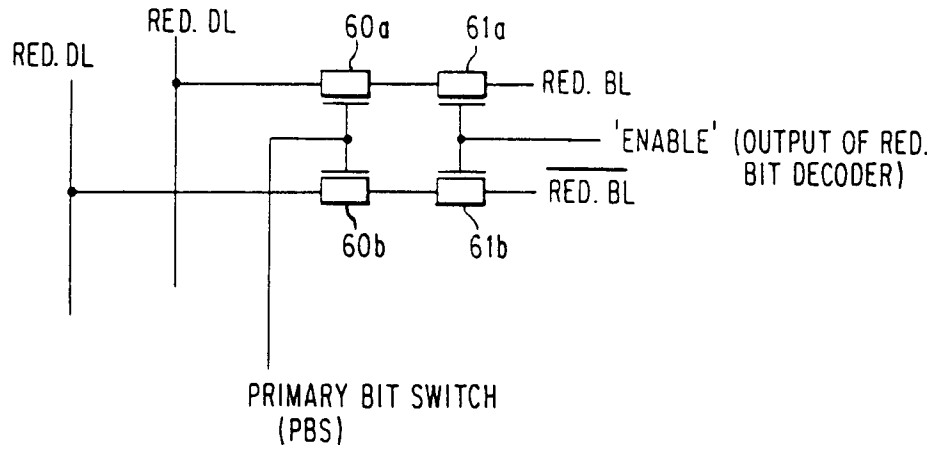 RED. DL
RED. DL
60a
61a
RED. BL
'ENABLE' (OUTPUT OF RED.
BIT DECODER)
RED. BL
60b
61b
PRIMARY BIT SWITCH
(PBS)